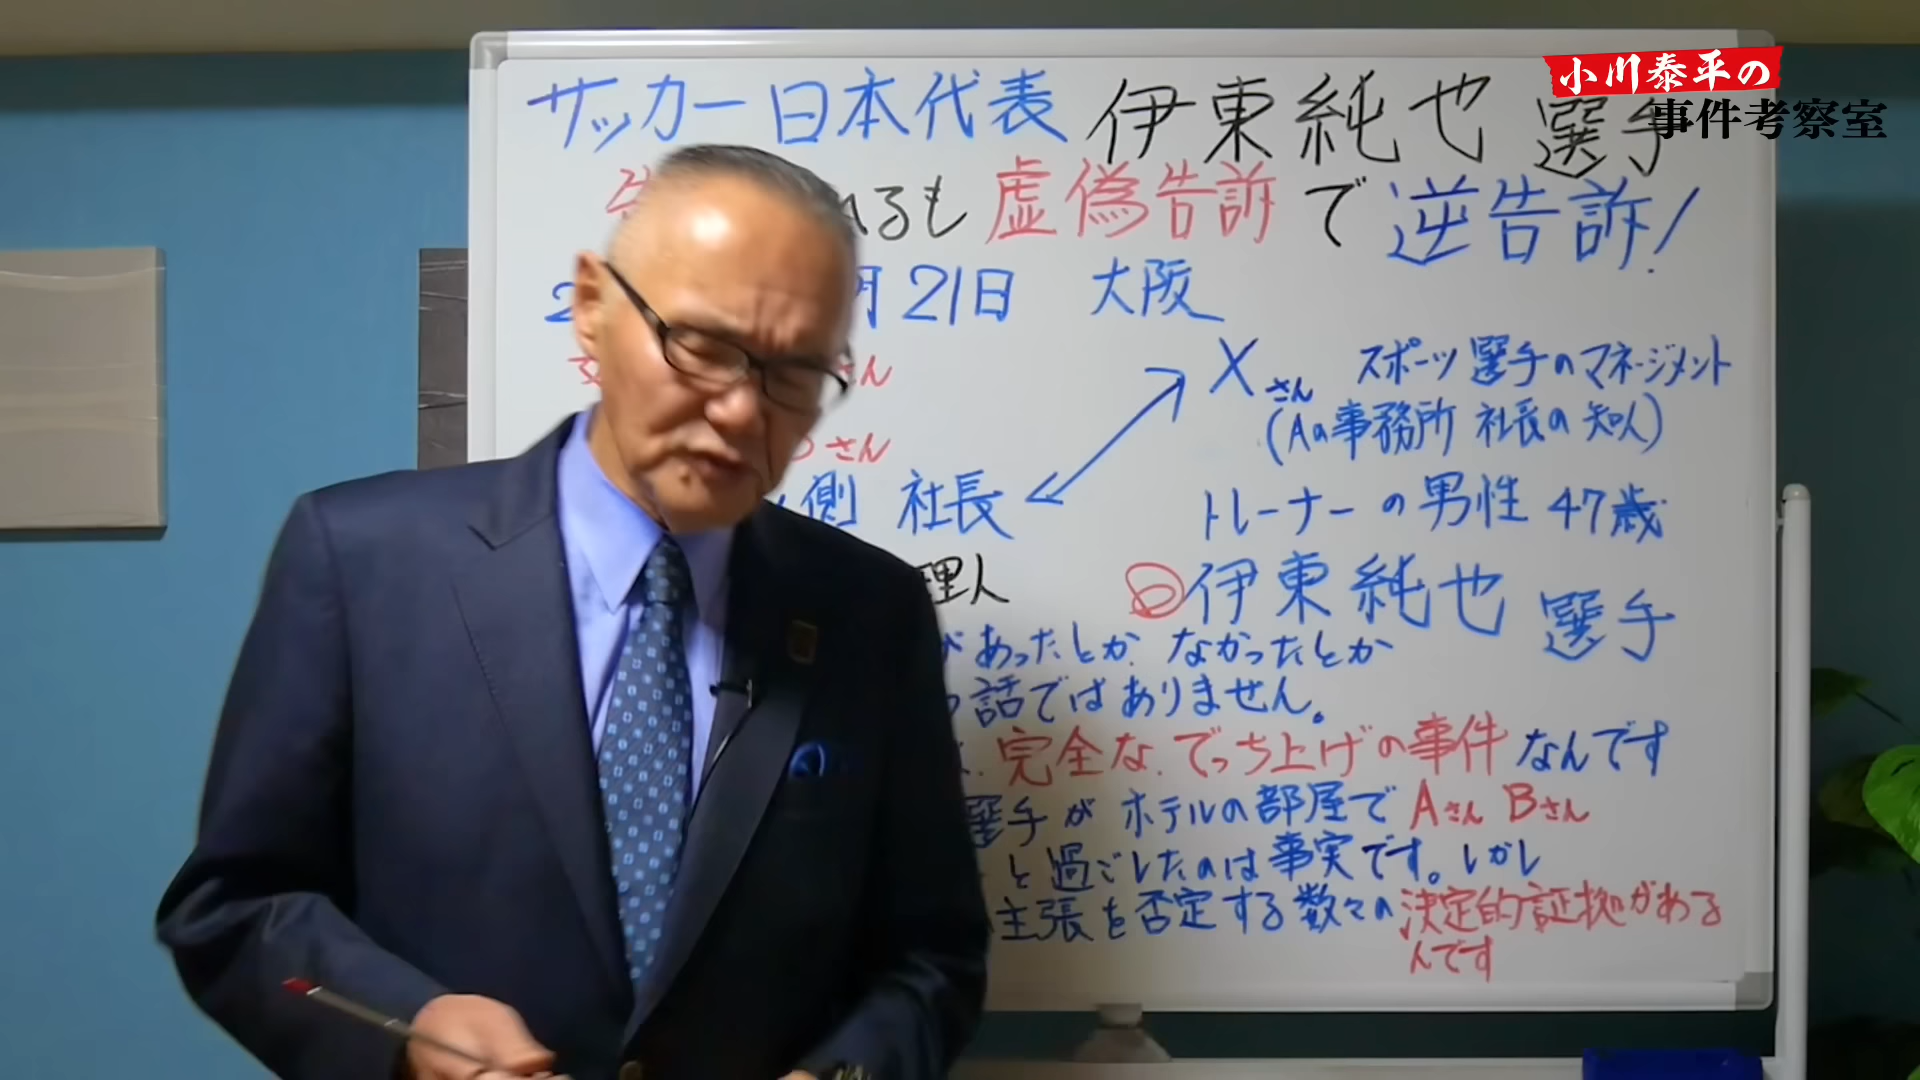 小川泰平の
事件考察室
サッカー日本代表 伊東純也 選手
れるも 虚偽告訴 で 逆告訴!
月21日 大阪
さん
さん
X さん スポーツ選手のマネージメント
(Aの事務所 社長の知人)
側 社長
トレーナーの男性 47歳
理人
伊東純也 選手
があったとか なかったとか
話ではありません。
完全な、でっち上げの事件なんです
選手が ホテルの部屋で Aさん Bさん
と過ごしたのは事実です。しかし
主張を否定する数々の決定的証拠がある
んです